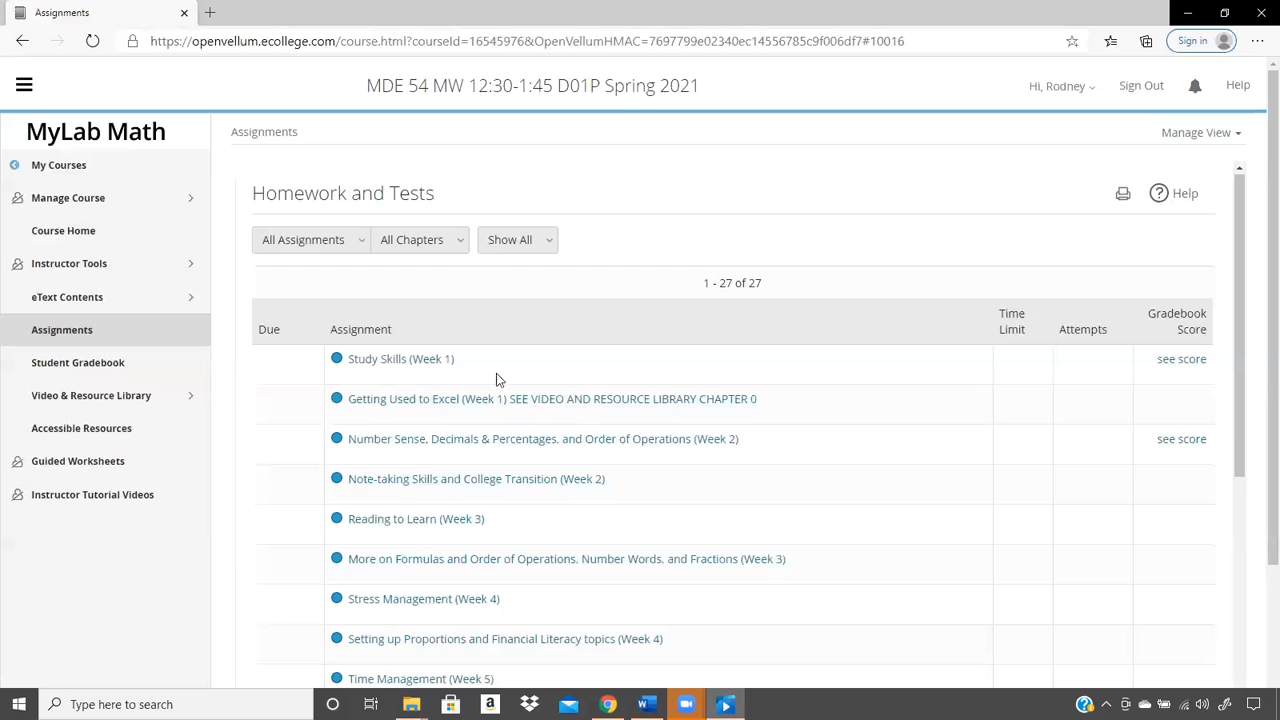 Assignments
https://openvellum.ecollege.com/course.html?courseId=16545978&OpenVellumHMAC=7697799e02340ec14556785c9f006df7#10016
Sign in
MDE 54 MW 12:30-1:45 D01P Spring 2021
Hi, Rodney
Sign Out
Help
MyLab Math
My Courses
Manage Course
Course Home
Instructor Tools
eText Contents
Assignments
Student Gradebook
Video & Resource Library
Accessible Resources
Guided Worksheets
Instructor Tutorial Videos
Assignments
Manage View
Homework and Tests
Help
All Assignments
All Chapters
Show All
1 - 27 of 27
Due
Assignment
Time Limit
Attempts
Gradebook Score
Study Skills (Week 1)
see score
Getting Used to Excel (Week 1) SEE VIDEO AND RESOURCE LIBRARY CHAPTER 0
Number Sense, Decimals & Percentages, and Order of Operations (Week 2)
see score
Note-taking Skills and College Transition (Week 2)
Reading to Learn (Week 3)
More on Formulas and Order of Operations, Number Words, and Fractions (Week 3)
Stress Management (Week 4)
Setting up Proportions and Financial Literacy topics (Week 4)
Time Management (Week 5)
Type here to search